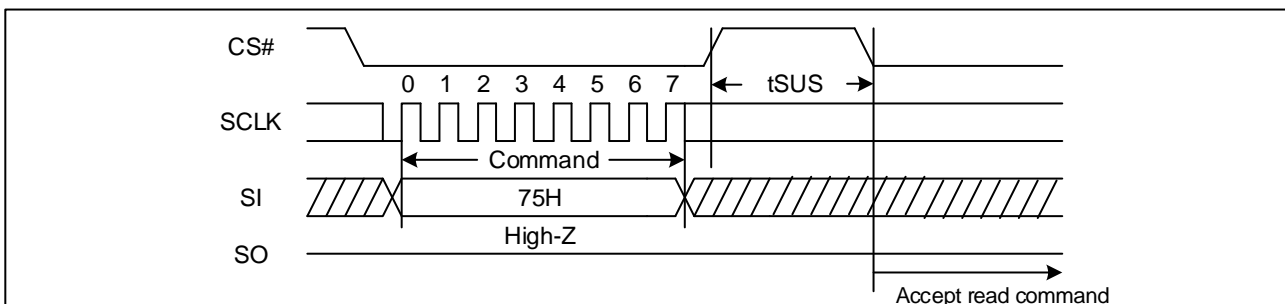 CS#
0 1 2 3 4 5 6 7
tSUS
SCLK
Command
SI
75H
High-Z
SO
Accept read command